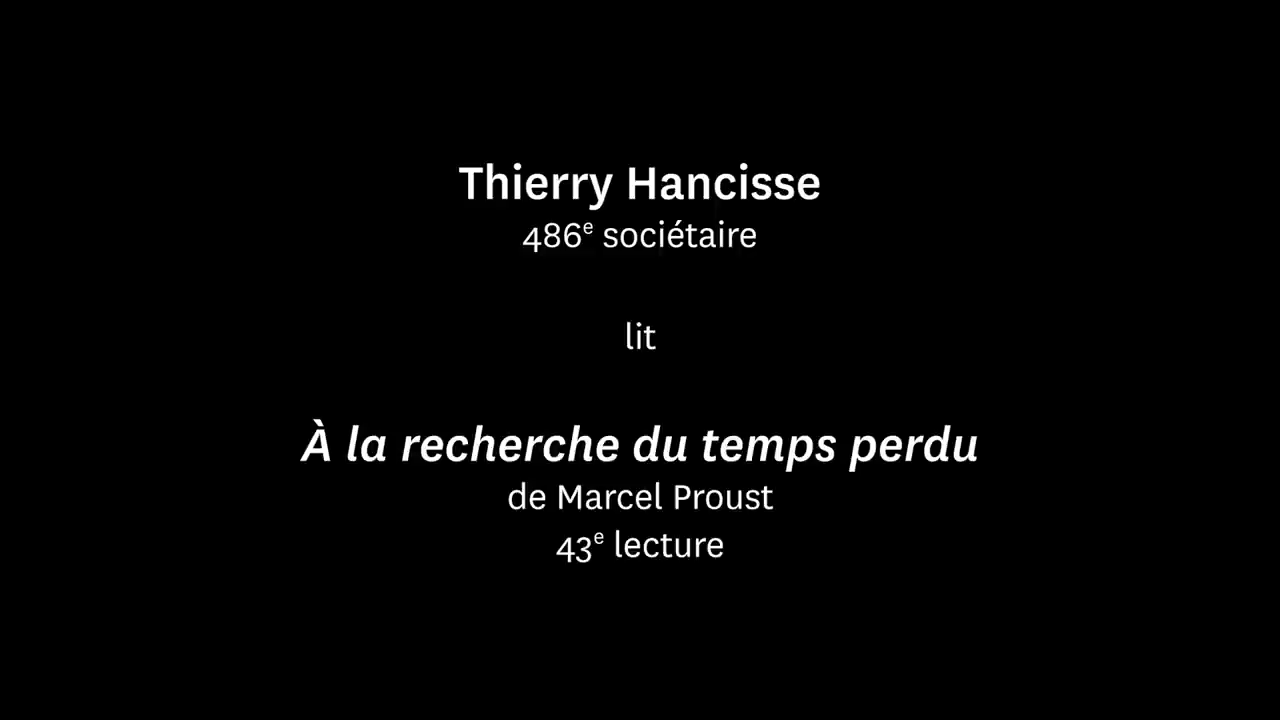 Thierry Hancisse
486e sociétaire
lit
À la recherche du temps perdu
de Marcel Proust
43e lecture